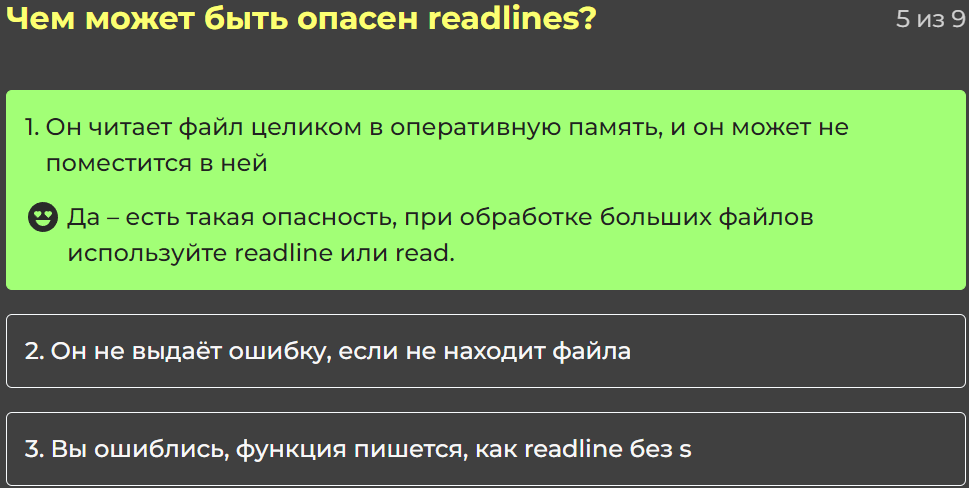 Чем может быть опасен readlines?
5 из 9
1. Он читает файл целиком в оперативную память, и он может не
поместится в ней
Да – есть такая опасность, при обработке больших файлов
используйте readline или read.
2. Он не выдаёт ошибку, если не находит файла
3. Вы ошиблись, функция пишется, как readline без s